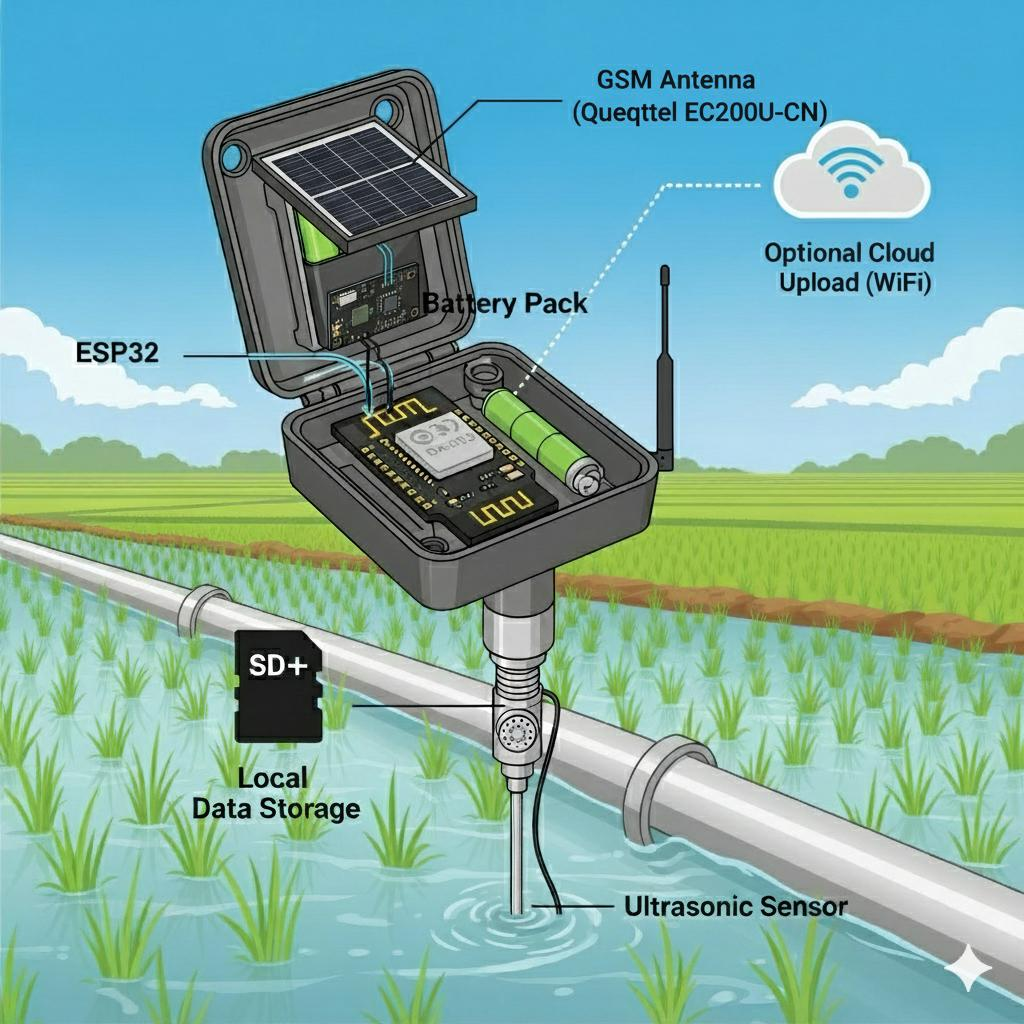 GSM Antenna
(Queqttel EC200U-CN)
Optional Cloud
Upload (WiFi)
Battery Pack
ESP32
SD+
Local
Data Storage
Ultrasonic Sensor